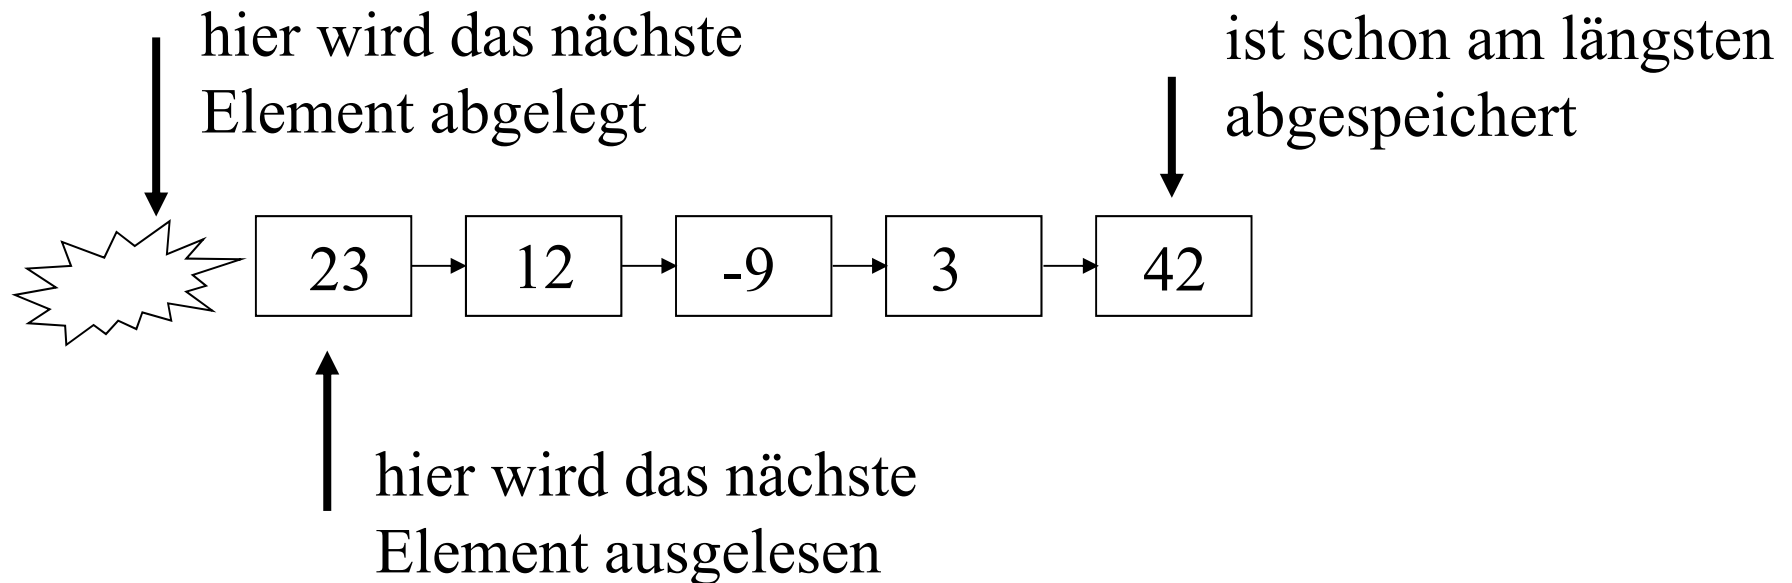 hier wird das nächste
Element abgelegt
ist schon am längsten
abgespeichert
23 12 -9 3 42
hier wird das nächste
Element ausgelesen